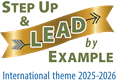 Step Up
&
LEAD
by
Example
International theme 2025-2026